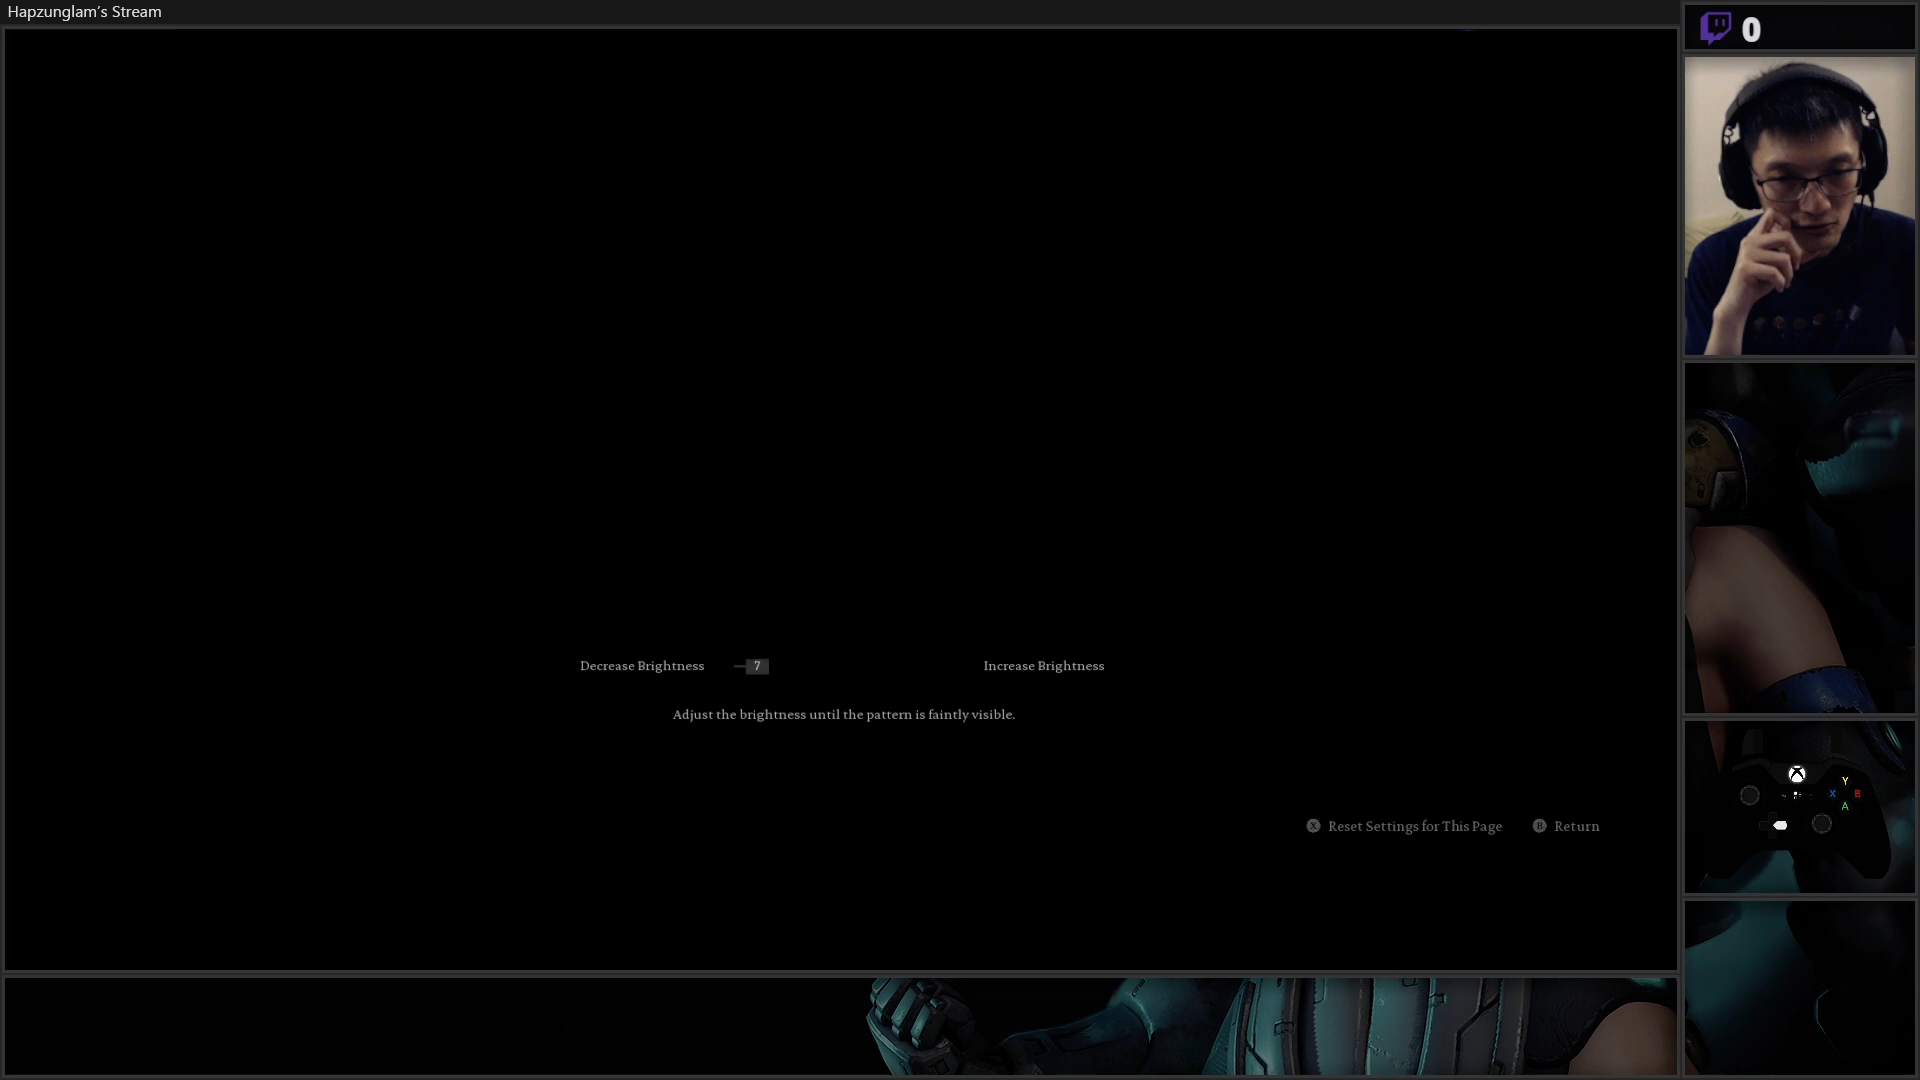 Hapzunglam's Stream
0
Decrease Brightness
7
Increase Brightness
Adjust the brightness until the pattern is faintly visible.
X Reset Settings for This Page
B Return
Y
X B
A